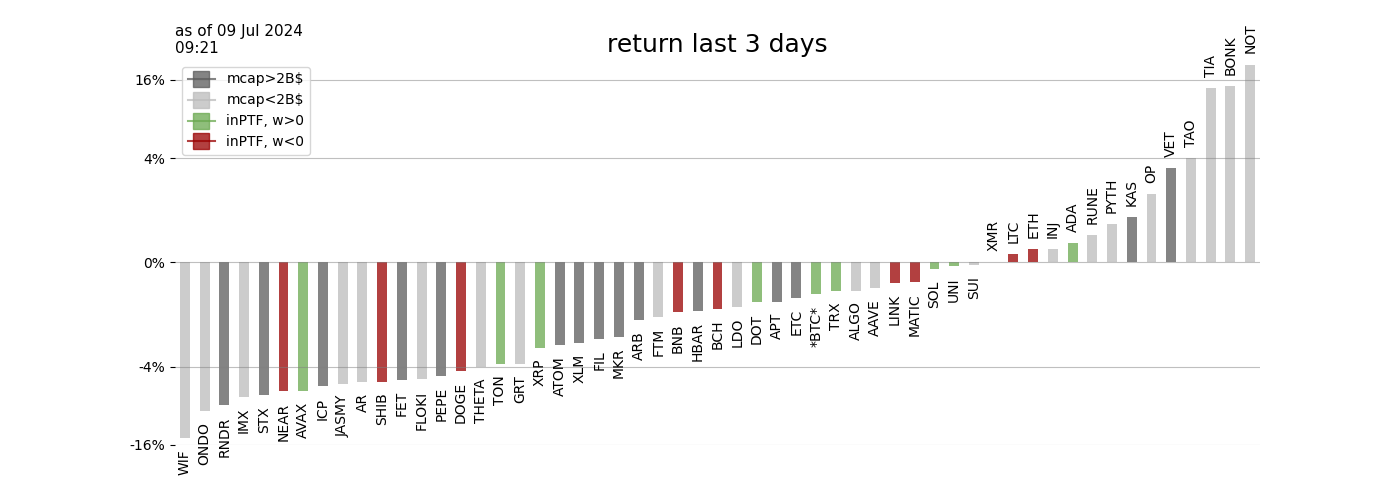 as of 09 Jul 2024
09:21
return last 3 days
mcap>2B$
mcap<2B$
inPTF, w>0
inPTF, w<0
16%
4%
0%
-4%
-16%
WIF
ONDO
RNDR
IMX
STX
NEAR
AVAX
ICP
JASMY
AR
SHIB
FET
FLOKI
PEPE
DOGE
THETA
TON
GRT
XRP
ATOM
XLM
FIL
MKR
ARB
FTM
BNB
HBAR
BCH
LDO
DOT
APT
ETC
*BTC*
TRX
ALGO
AAVE
LINK
MATIC
SOL
UNI
SUI
XMR
LTC
ETH
INJ
ADA
RUNE
PYTH
KAS
OP
VET
TAO
TIA
BONK
NOT